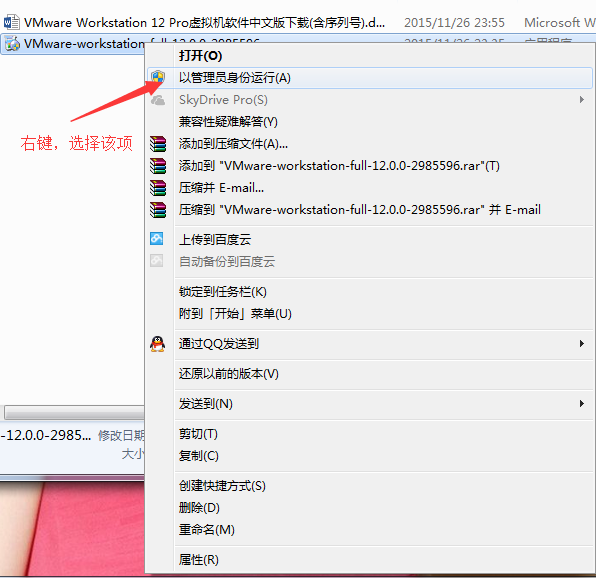 VMware Workstation 12 Pro虚拟机软件中文版下载(含序列号).d... 2015/11/26 23:55 Microsoft W
VMware-workstation-full-12.0.0-2985596
打开(O)
以管理员身份运行(A)
SkyDrive Pro(S)
右键，选择该项
兼容性疑难解答(Y)
添加到压缩文件(A)...
添加到 "VMware-workstation-full-12.0.0-2985596.rar"(T)
压缩并 E-mail...
压缩到 "VMware-workstation-full-12.0.0-2985596.rar" 并 E-mail
上传到百度云
自动备份到百度云
锁定到任务栏(K)
附到「开始」菜单(U)
通过QQ发送到
还原以前的版本(V)
发送到(N)
-12.0.0-2985... 修改日期
大小
剪切(T)
复制(C)
创建快捷方式(S)
删除(D)
重命名(M)
属性(R)